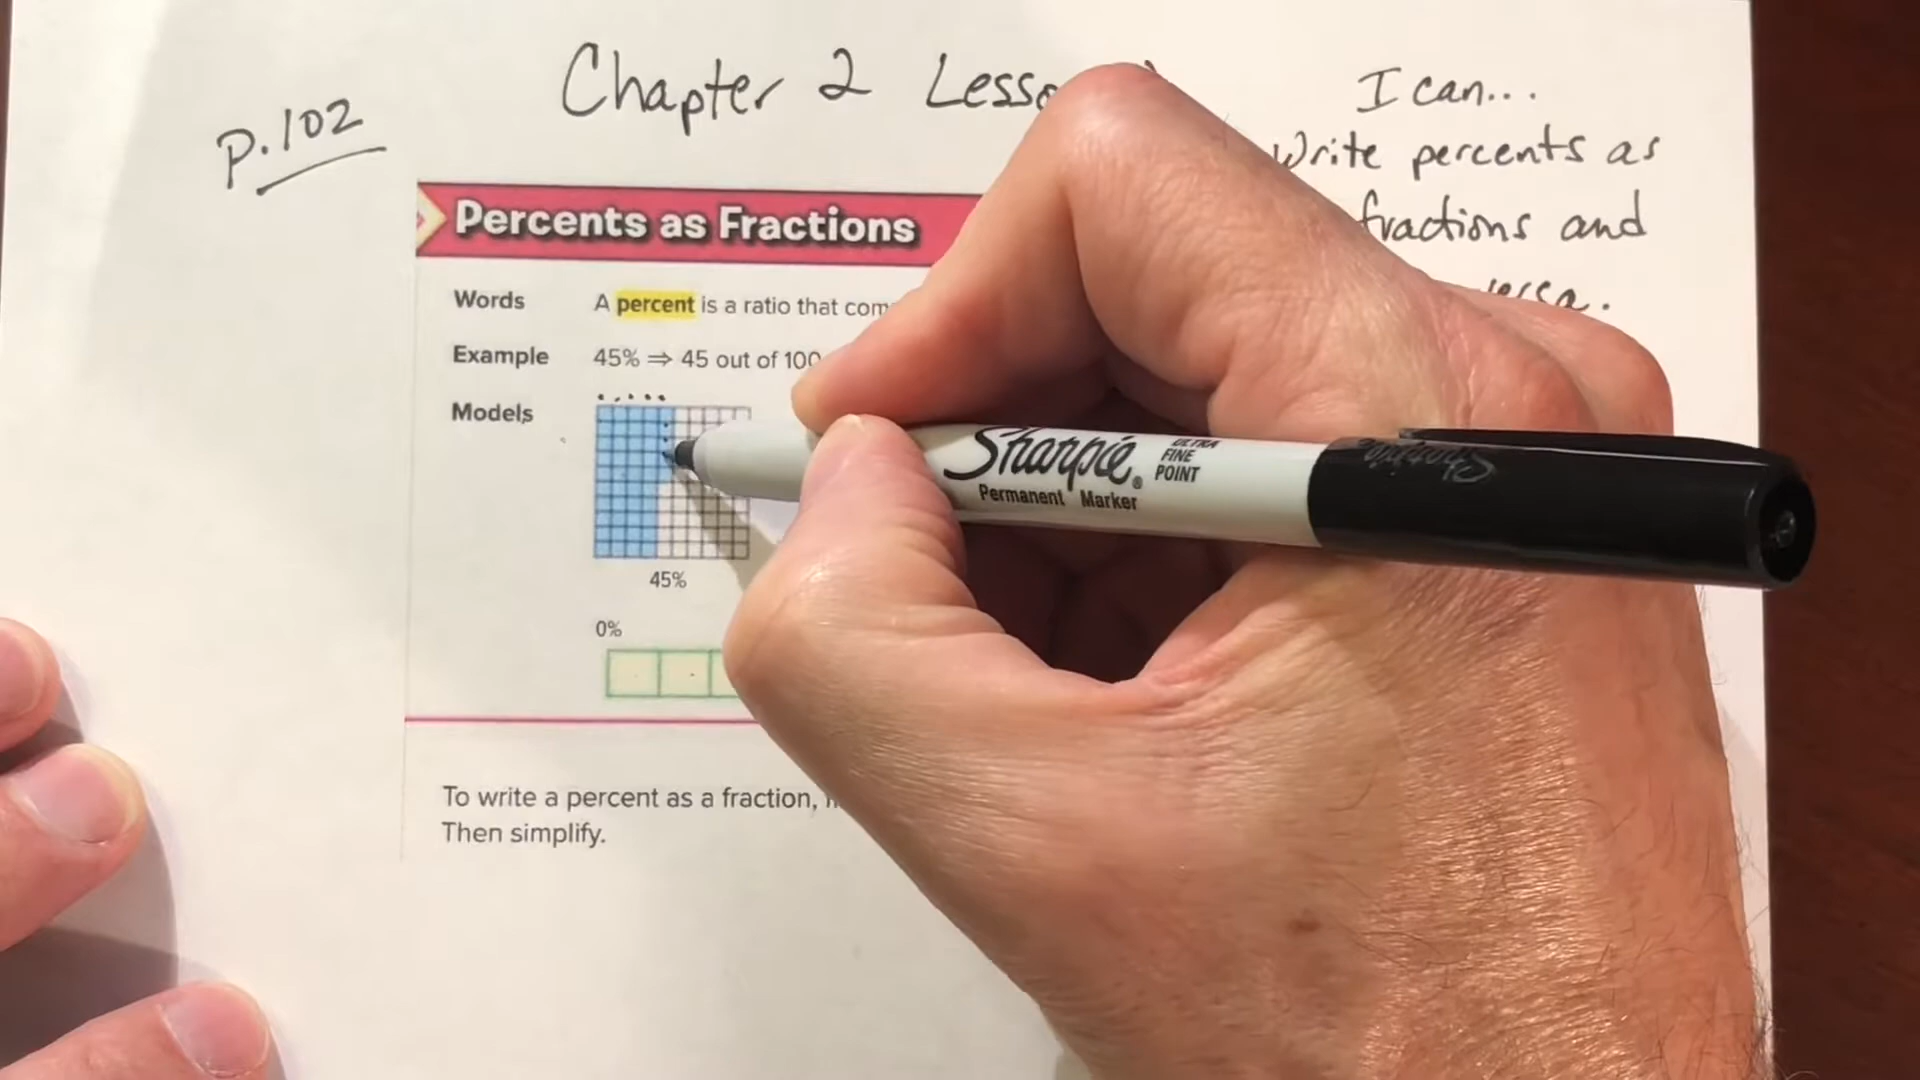 Chapter 2
p.102
I can...
Write percents as
fractions and
Percents as Fractions
Words A percent is a ratio that
Example 45% ⇒ 45 out of 100
Models
45%
0%
To write a percent as a fraction,
Then simplify.
Sharpie® ULTRA FINE POINT
Permanent Marker
Sharpie